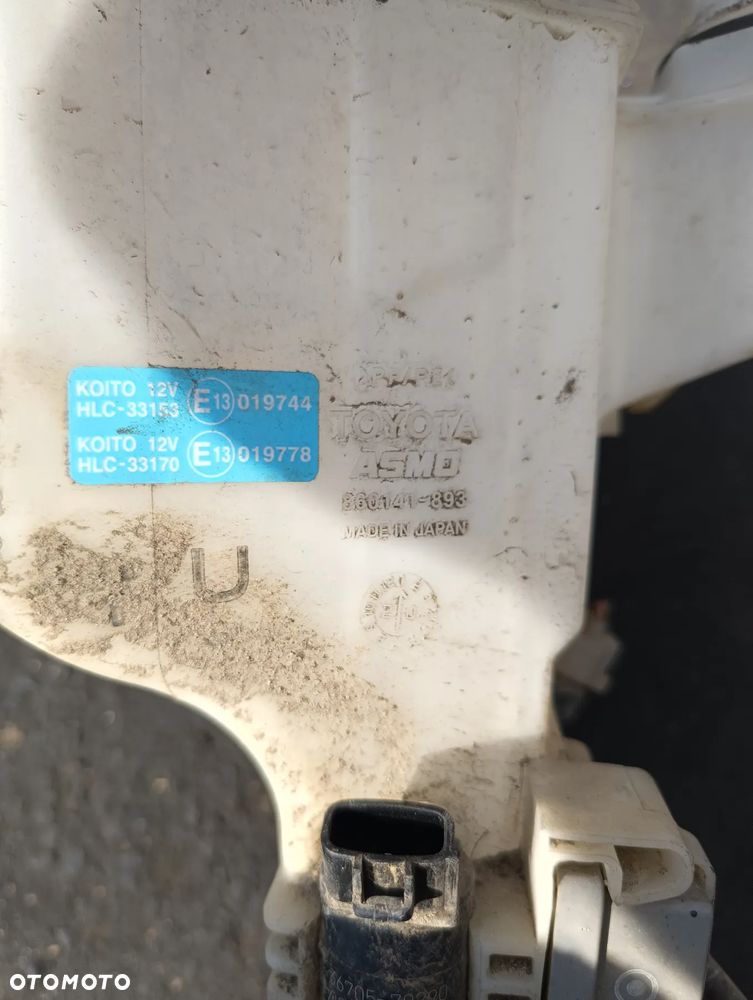 KOITO 12V
HLC-33153 E13 019744
KOITO 12V
HLC-33170 E13 019778
TOYOTA
ASMO
860141-893
MADE IN JAPAN
U
OTOMOTO